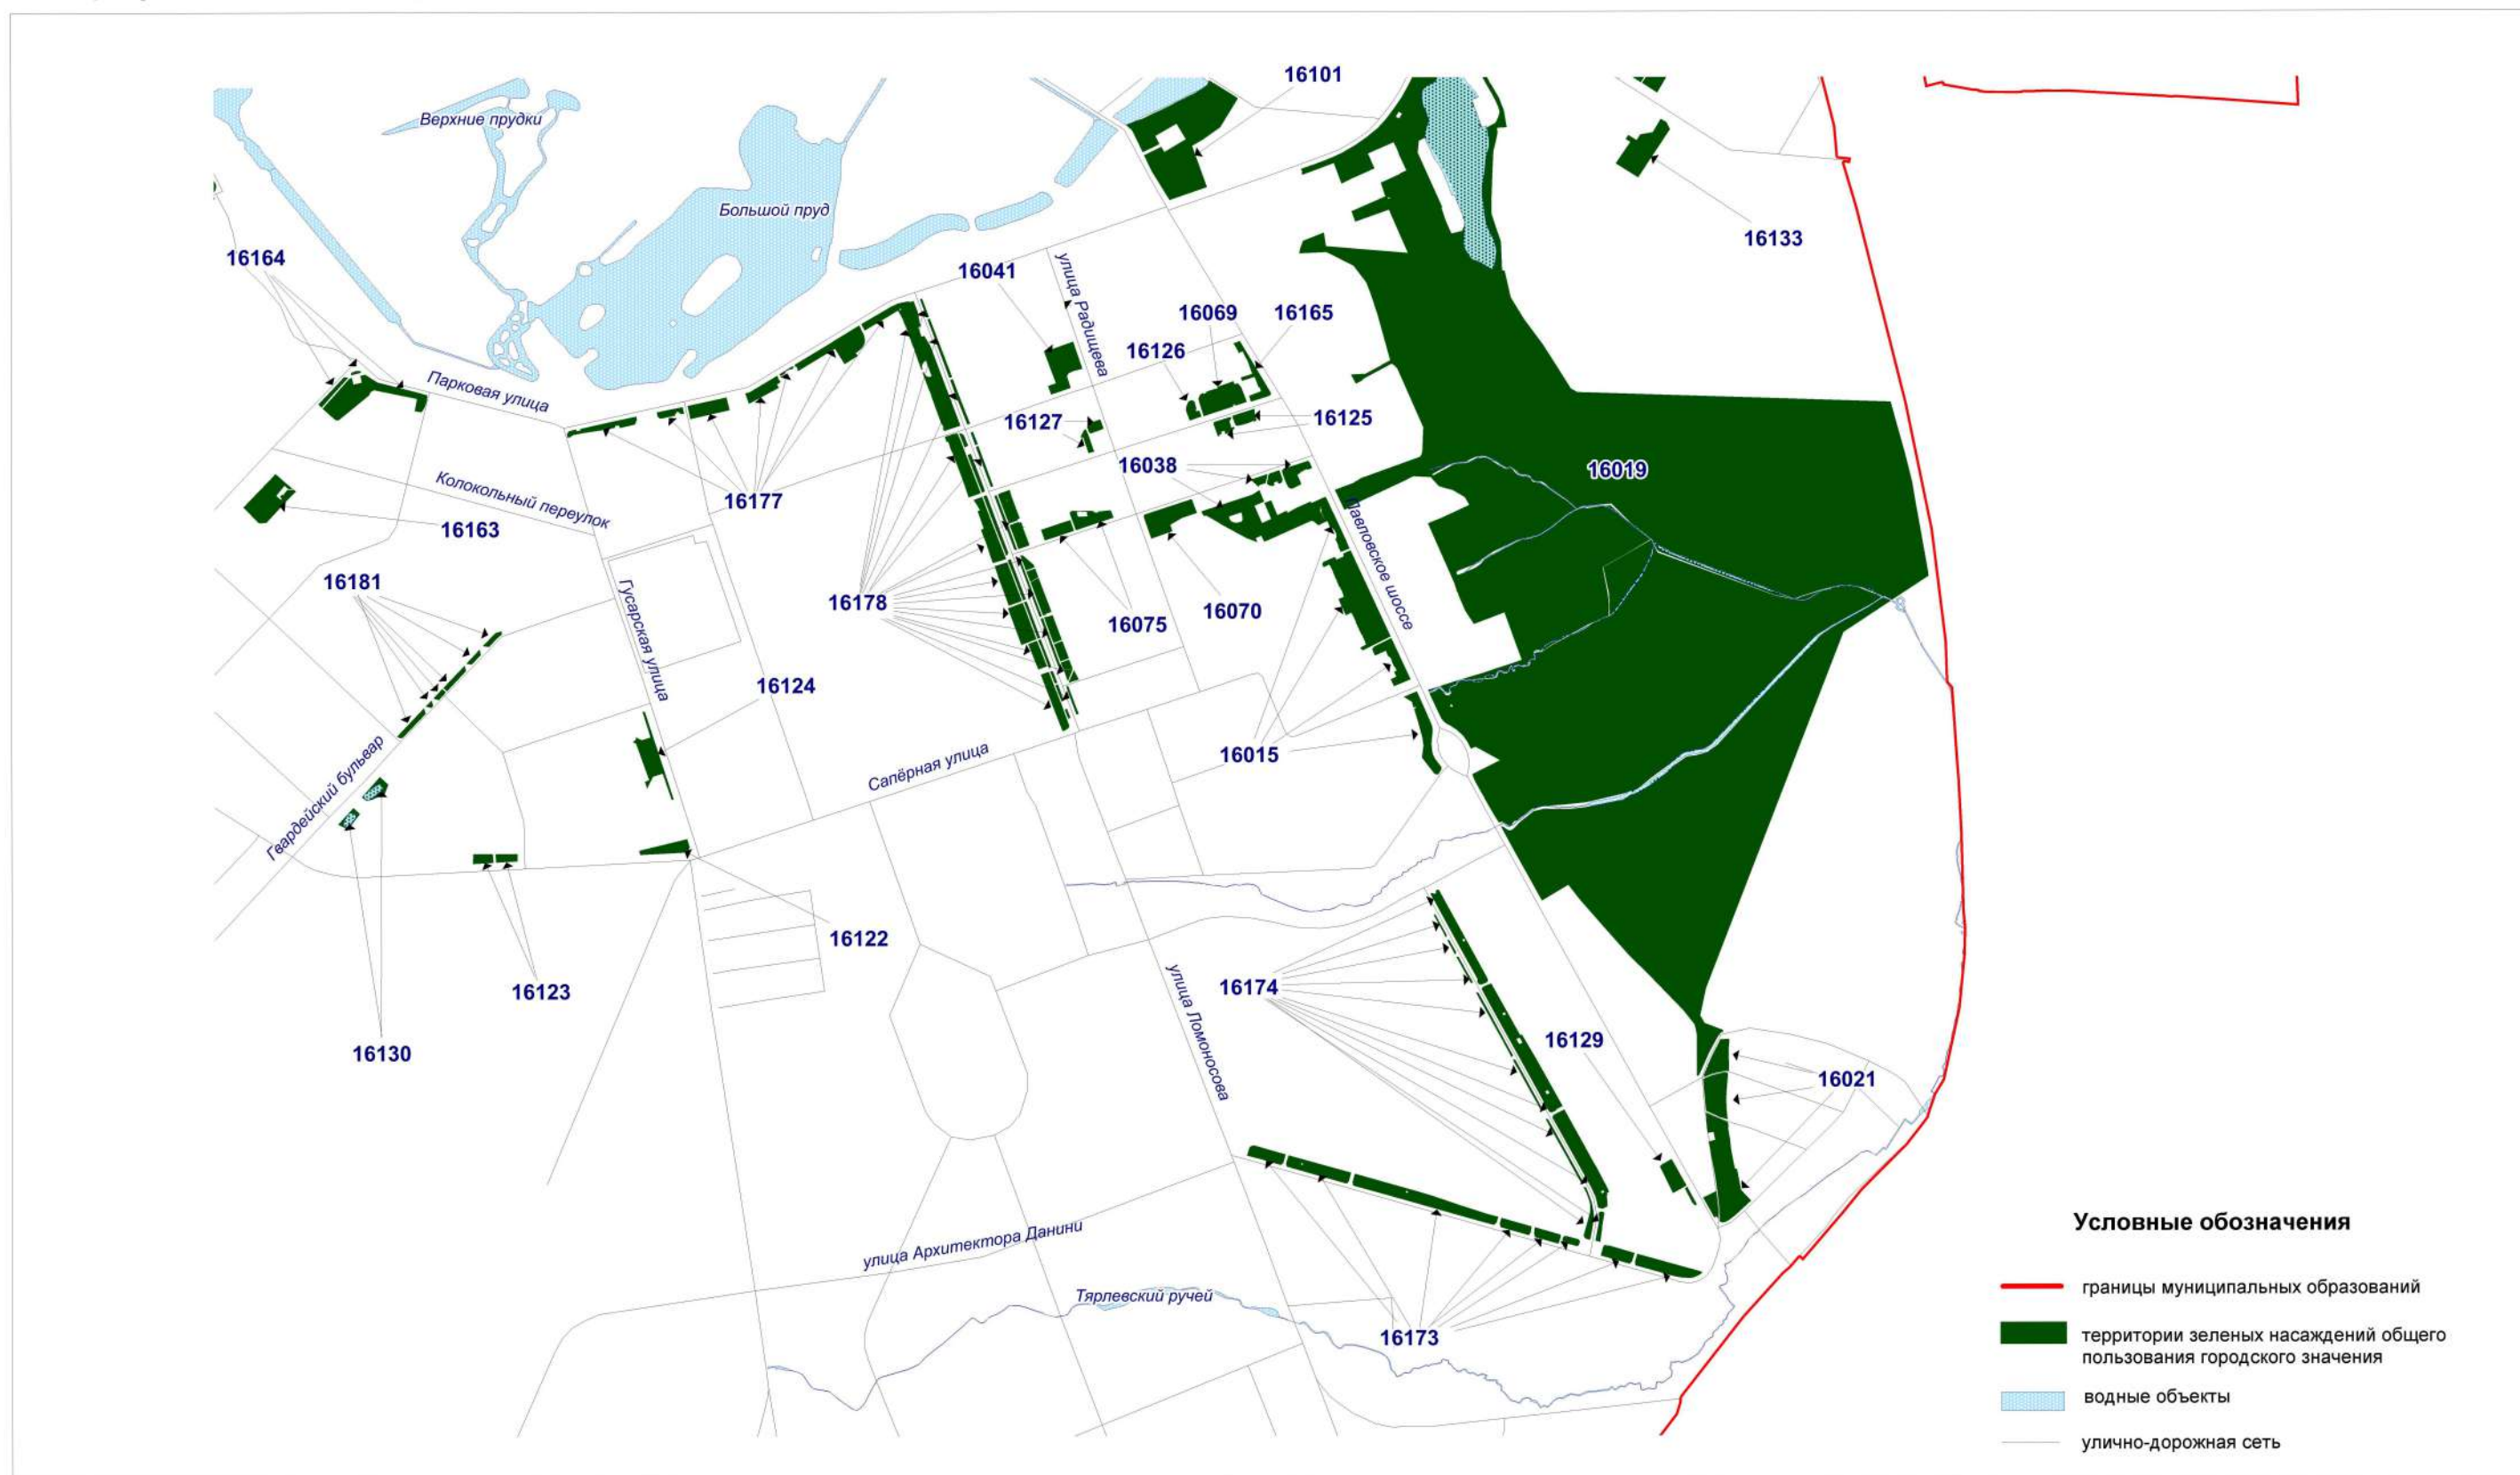 16101
Верхние прудки
Большой пруд
16133
16164
16041
улица Радищева
16069
16165
16126
Парковая улица
16127
16125
16038
16019
Колокольный переулок
16177
16163
Павловское шоссе
16181
Гусарская улица
16178
16075
16070
16124
16015
Сапёрная улица
Гвардейский бульвар
16122
16123
16174
улица Ломоносова
16129
16130
16021
улица Архитектора Данини
Тярлевский ручей
16173
Условные обозначения
границы муниципальных образований
территории зеленых насаждений общего
пользования городского значения
водные объекты
улично-дорожная сеть